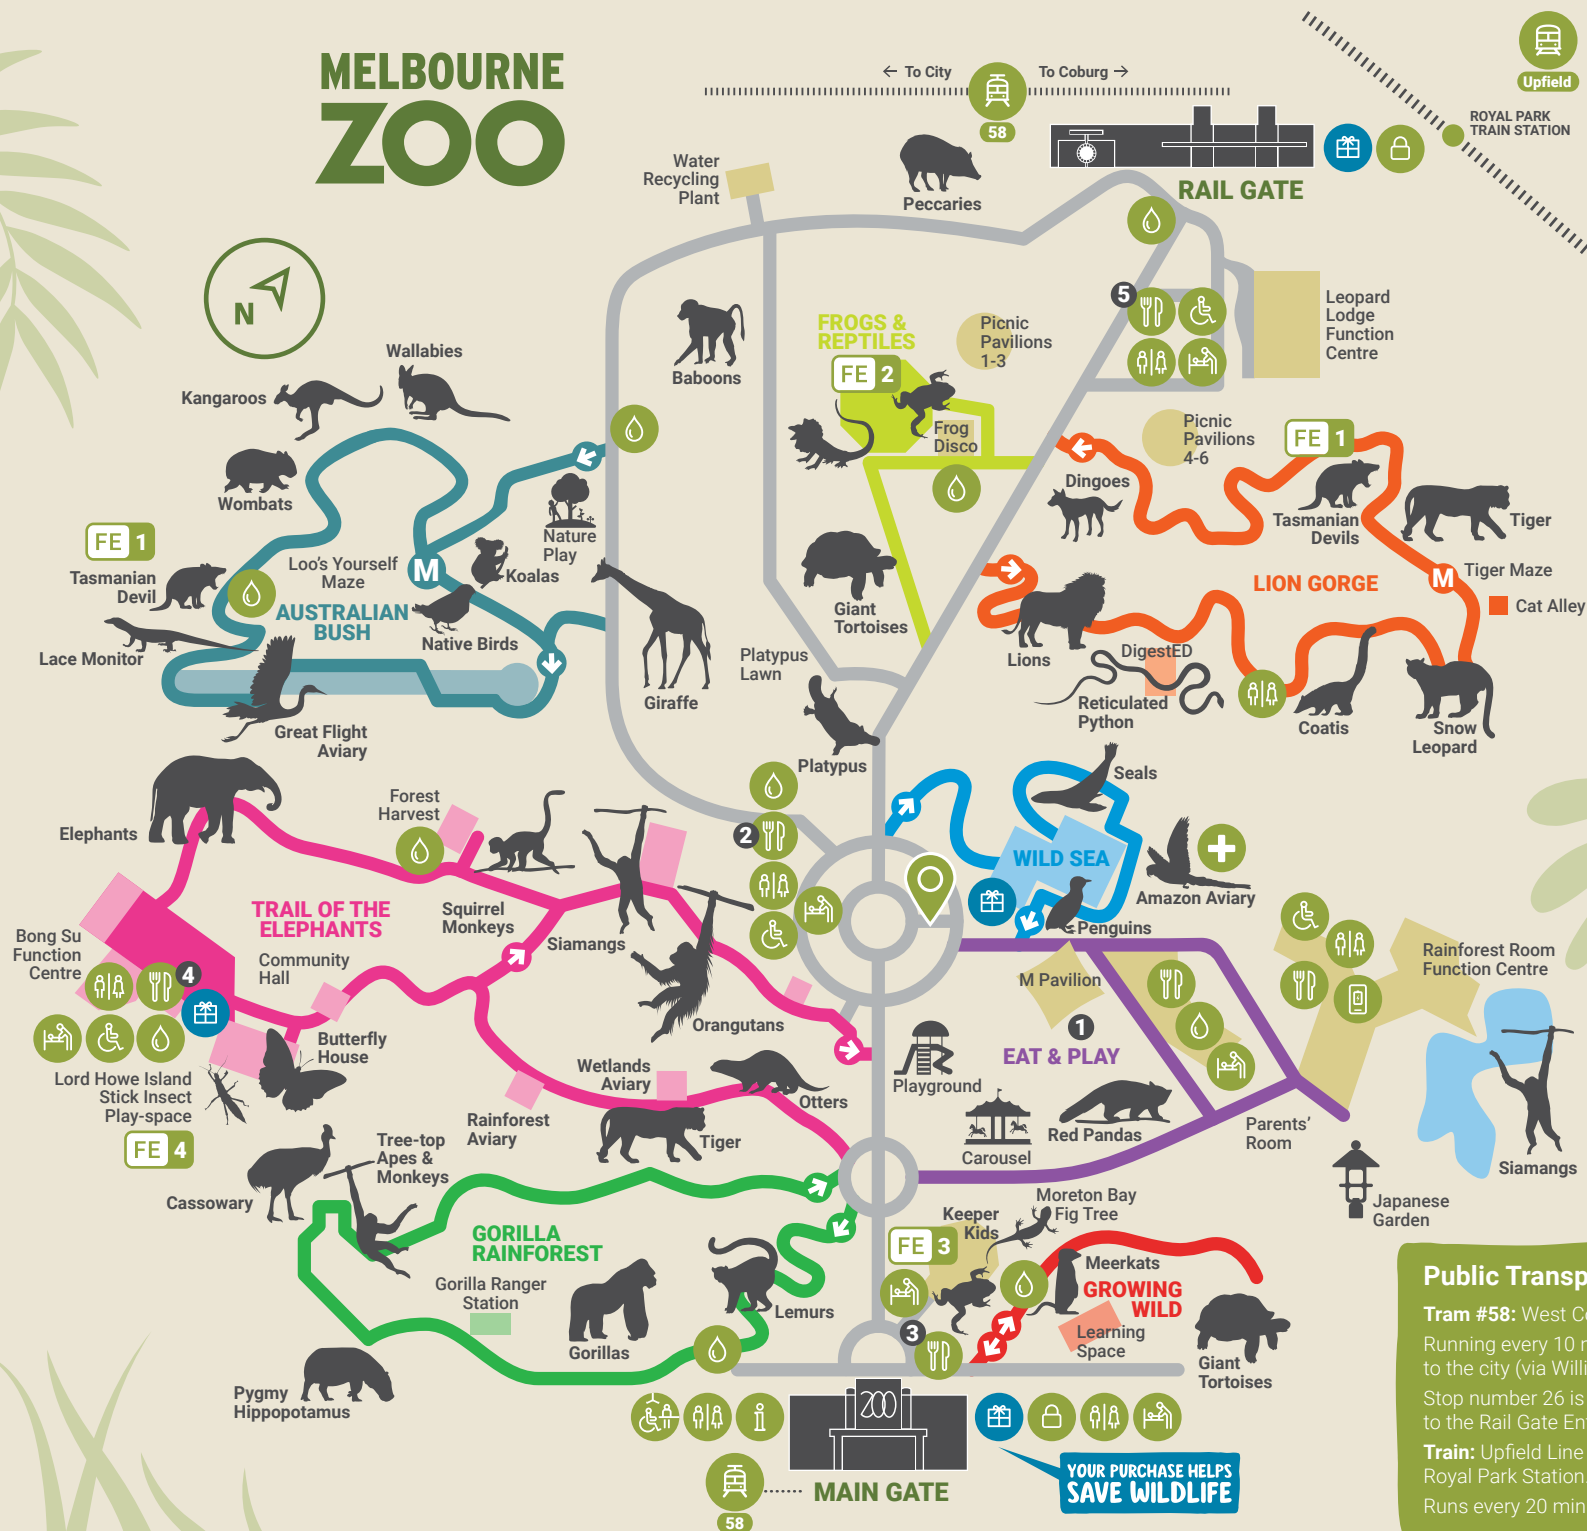 MELBOURNE
ZOO
← To City
To Coburg →
58
Upfield
ROYAL PARK
TRAIN STATION
RAIL GATE
Water
Recycling
Plant
Peccaries
N
Baboons
FROGS &
REPTILES
FE 2
Frog
Disco
Picnic
Pavilions
1-3
5
Leopard
Lodge
Function
Centre
Picnic
Pavilions
4-6
FE 1
Wallabies
Kangaroos
Wombats
FE 1
Tasmanian
Devil
Loo's Yourself
Maze
M
Nature
Play
Koalas
AUSTRALIAN
BUSH
Native Birds
Lace Monitor
Great Flight
Aviary
Giraffe
Giant
Tortoises
Platypus
Lawn
Platypus
Dingoes
Tasmanian
Devils
Tiger
LION GORGE
M
Tiger Maze
Cat Alley
Lions
DigestED
Reticulated
Python
Coatis
Snow
Leopard
Seals
WILD SEA
Amazon Aviary
Penguins
Elephants
Forest
Harvest
2
TRAIL OF THE
ELEPHANTS
Squirrel
Monkeys
Siamangs
Bong Su
Function
Centre
4
Community
Hall
Butterfly
House
Orangutans
Lord Howe Island
Stick Insect
Play-space
FE 4
Wetlands
Aviary
Otters
Rainforest
Aviary
Tiger
M Pavilion
1
EAT & PLAY
Playground
Carousel
Red Pandas
Parents'
Room
Rainforest Room
Function Centre
Siamangs
Japanese
Garden
Cassowary
Tree-top
Apes &
Monkeys
GORILLA
RAINFOREST
Gorilla Ranger
Station
Gorillas
Lemurs
Pygmy
Hippopotamus
Keeper
Kids
FE 3
Moreton Bay
Fig Tree
Meerkats
GROWING
WILD
Learning
Space
3
Giant
Tortoises
200
MAIN GATE
58
YOUR PURCHASE HELPS
SAVE WILDLIFE
Public Transp
Tram #58: West Co
Running every 10 m
to the city (via Willi
Stop number 26 is
to the Rail Gate En
Train: Upfield Line
Royal Park Station.
Runs every 20 min